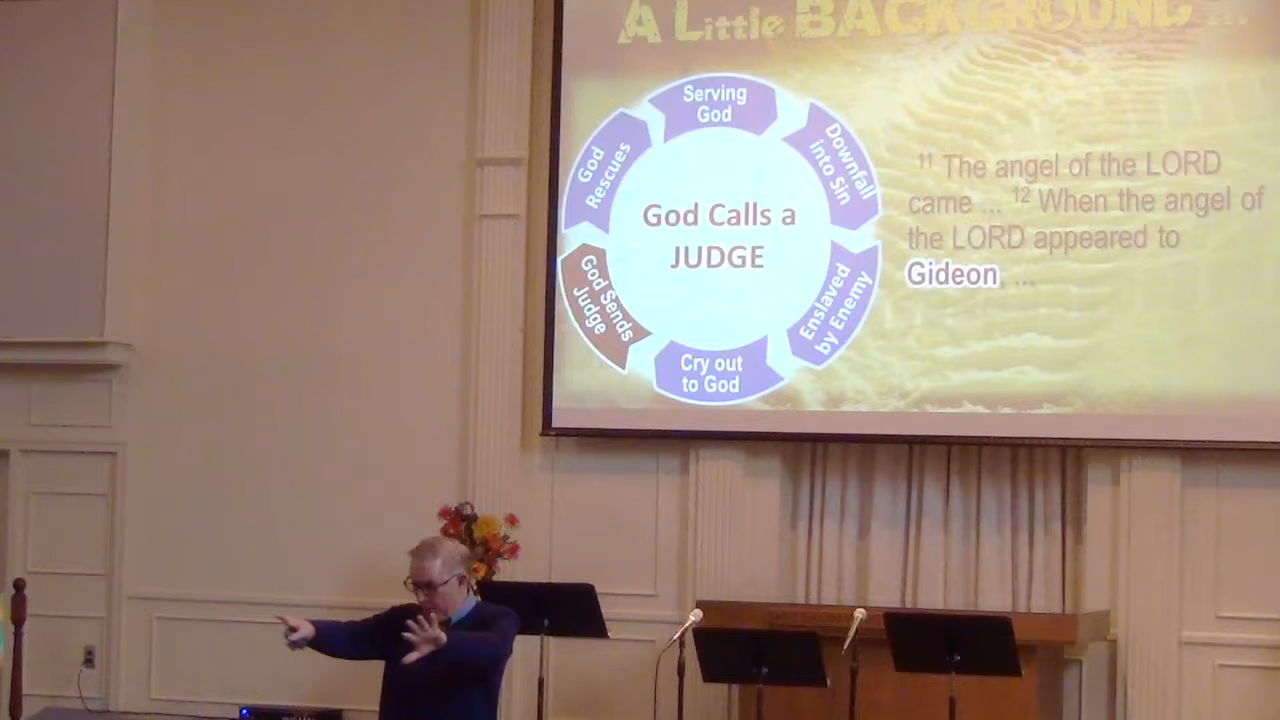 A Little BACKGROUND ...
Serving
God
Downfall
into Sin
Enslaved
by Enemy
Cry out
to God
God Sends
Judge
God
Rescues
God Calls a
JUDGE
11 The angel of the LORD
came ... 12 When the angel of
the LORD appeared to
Gideon, ...